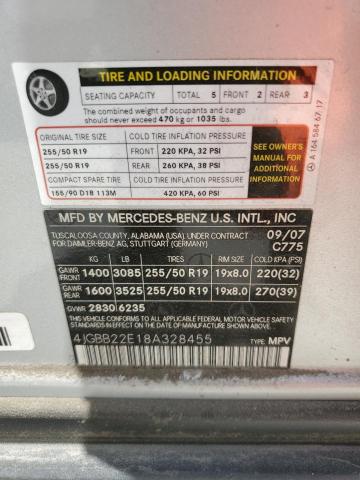 TIRE AND LOADING INFORMATION
SEATING CAPACITY TOTAL 5 FRONT 2 REAR 3
The combined weight of occupants and cargo
should never exceed 470 kg or 1035 lbs.
ORIGINAL TIRE SIZE COLD TIRE INFLATION PRESSURE
255/50 R19 FRONT 220 KPA, 32 PSI
255/50 R19 REAR 260 KPA, 38 PSI
COMPACT SPARE TIRE COLD TIRE INFLATION PRESSURE
155/90 D18 113M 420 KPA, 60 PSI
SEE OWNER'S
MANUAL FOR
ADDITIONAL
INFORMATION
A 164 584 67 17
MFD BY MERCEDES-BENZ U.S. INTL., INC
TUSCALOOSA COUNTY, ALABAMA (USA) UNDER CONTRACT 09/07
FOR DAIMLER-BENZ AG, STUTTGART (GERMANY) C775
KG LB COLD PRES. KPA (PSI)
GAWR FRONT 1400 3085 255/50 R19 19x8.0 220(32)
GAWR REAR 1600 3525 255/50 R19 19x8.0 270(39)
GVWR 2830 6235
THIS VEHICLE CONFORMS TO ALL APPLICABLE FEDERAL MOTOR VEHICLE SAFETY
STANDARDS IN EFFECT ON THE DATE OF MANUFACTURE SHOWN ABOVE.
4JGBB22E18A328455 TYPE: MPV